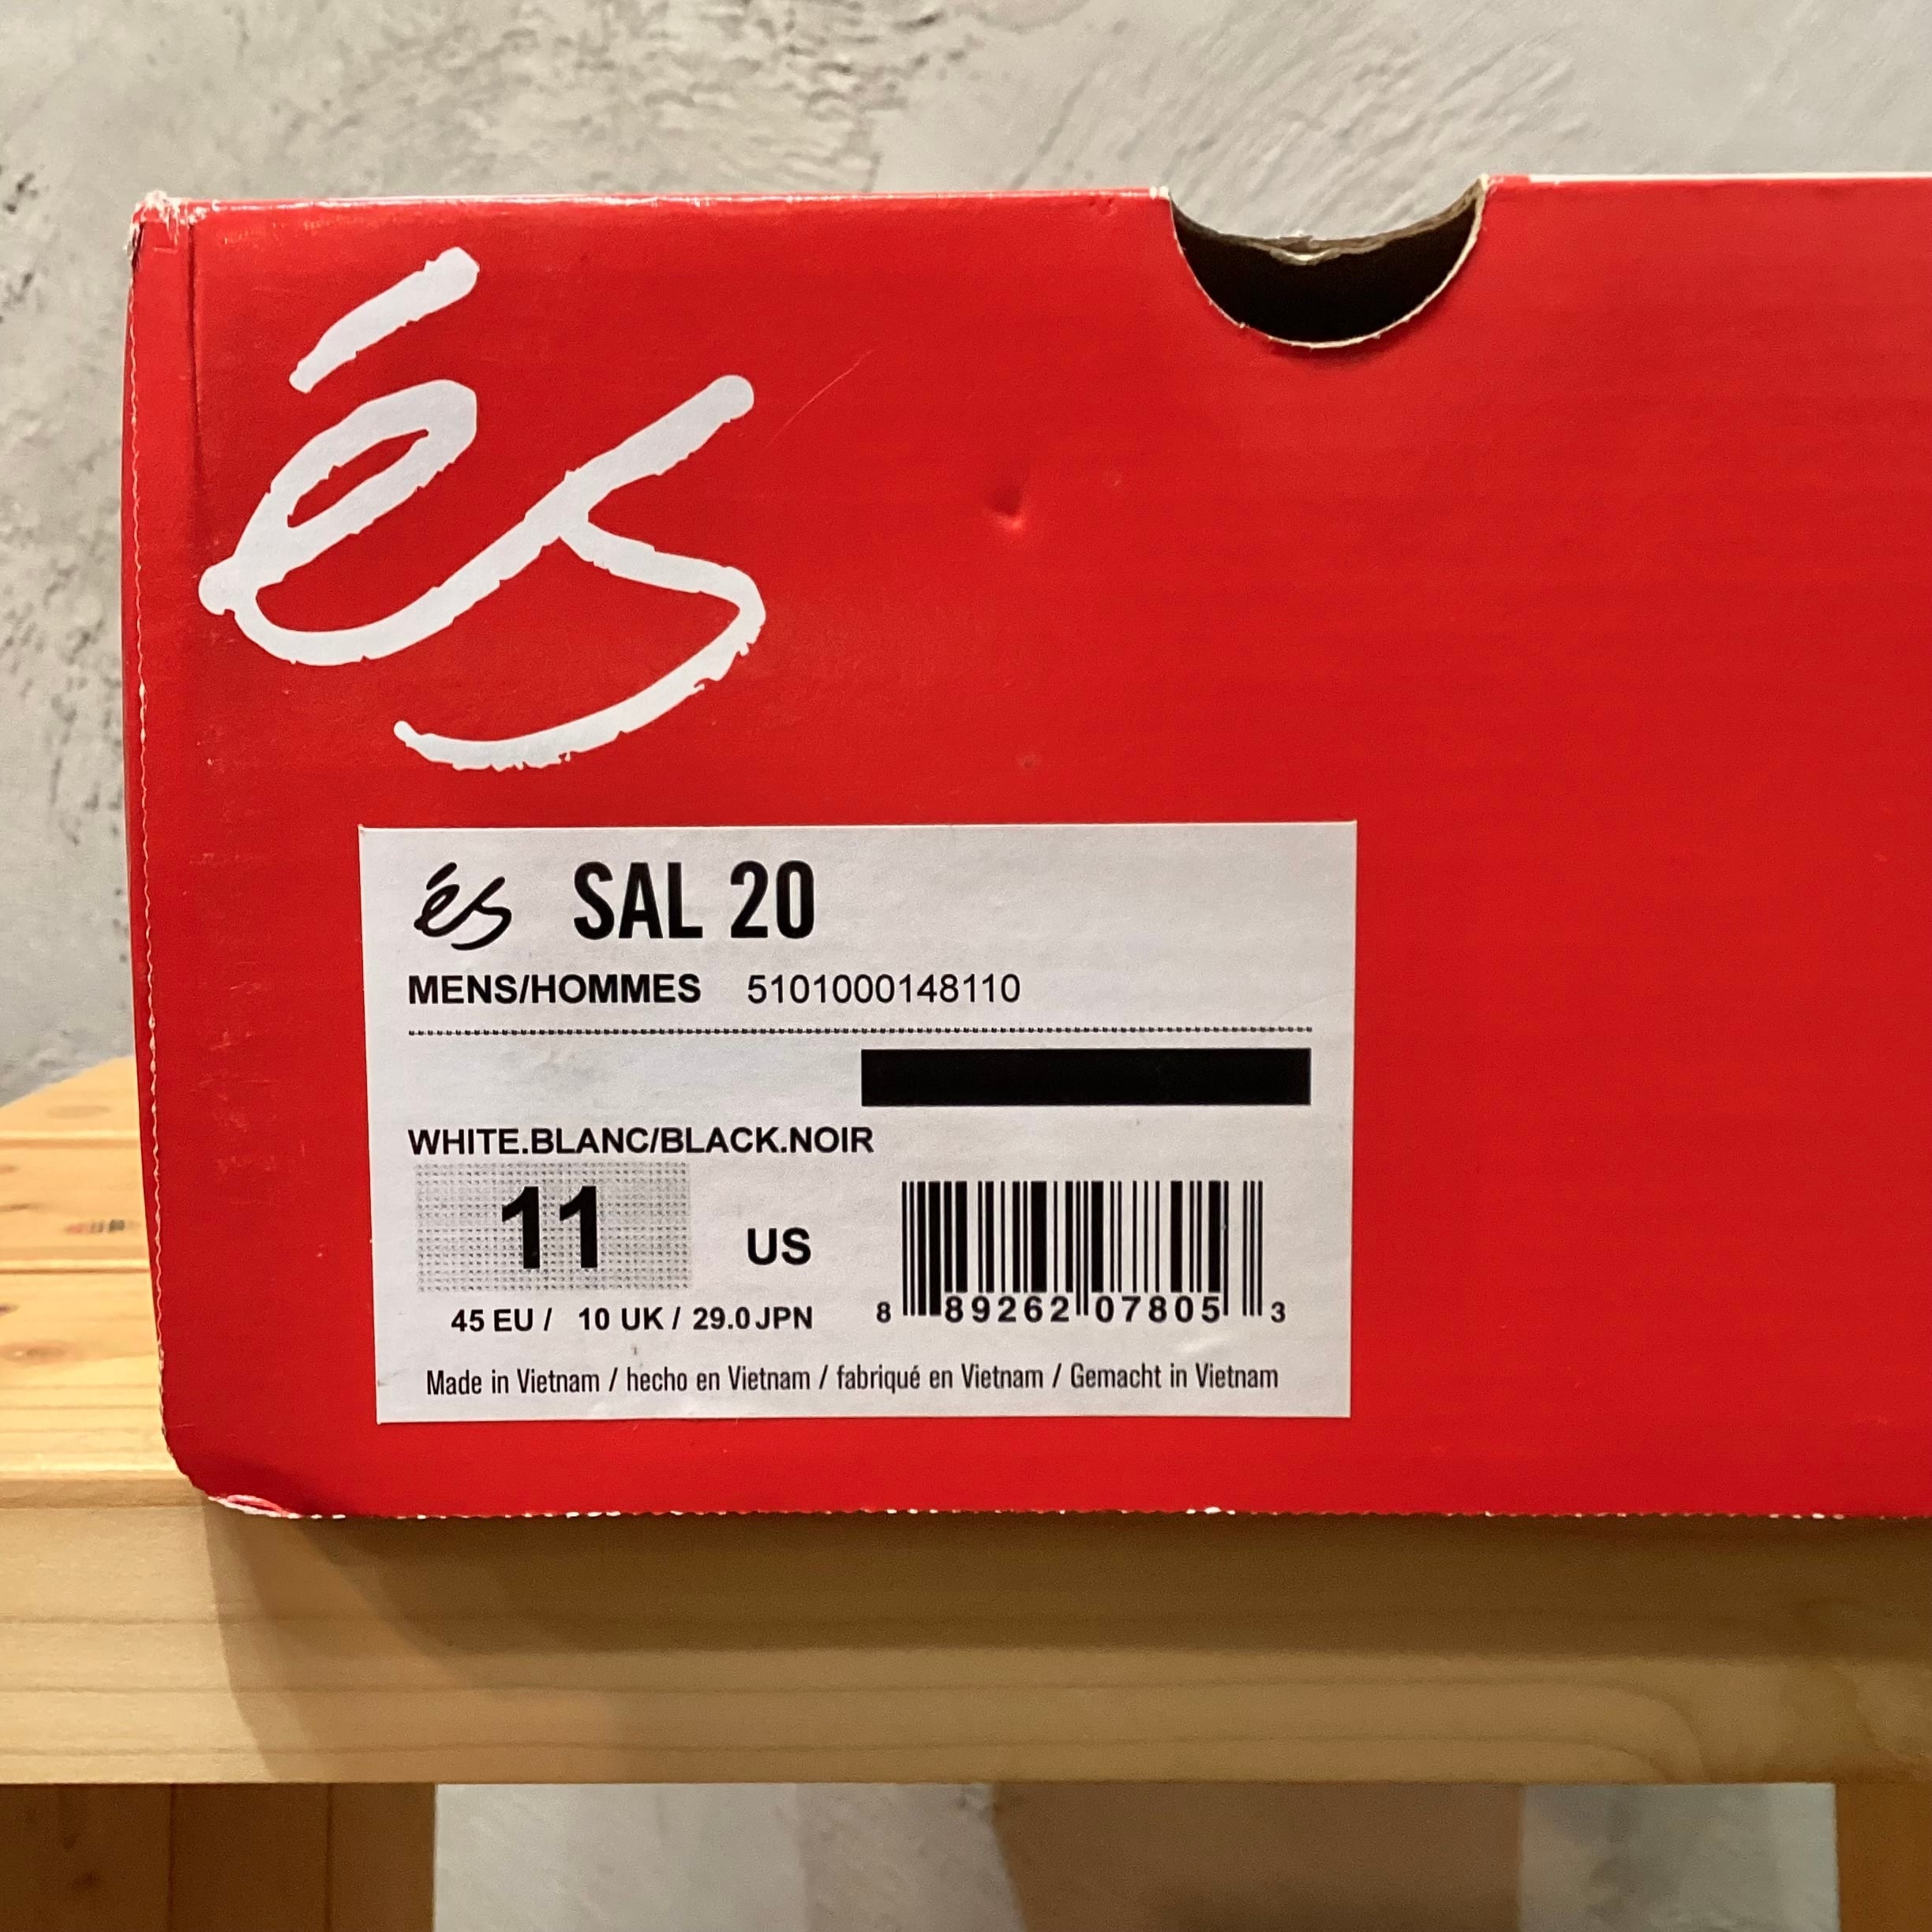 és
és SAL 20
MENS/HOMMES 5101000148110
WHITE.BLANC/BLACK.NOIR
11 US
45 EU / 10 UK / 29.0 JPN
8 89262 07805 3
Made in Vietnam / hecho en Vietnam / fabriqué en Vietnam / Gemacht in Vietnam